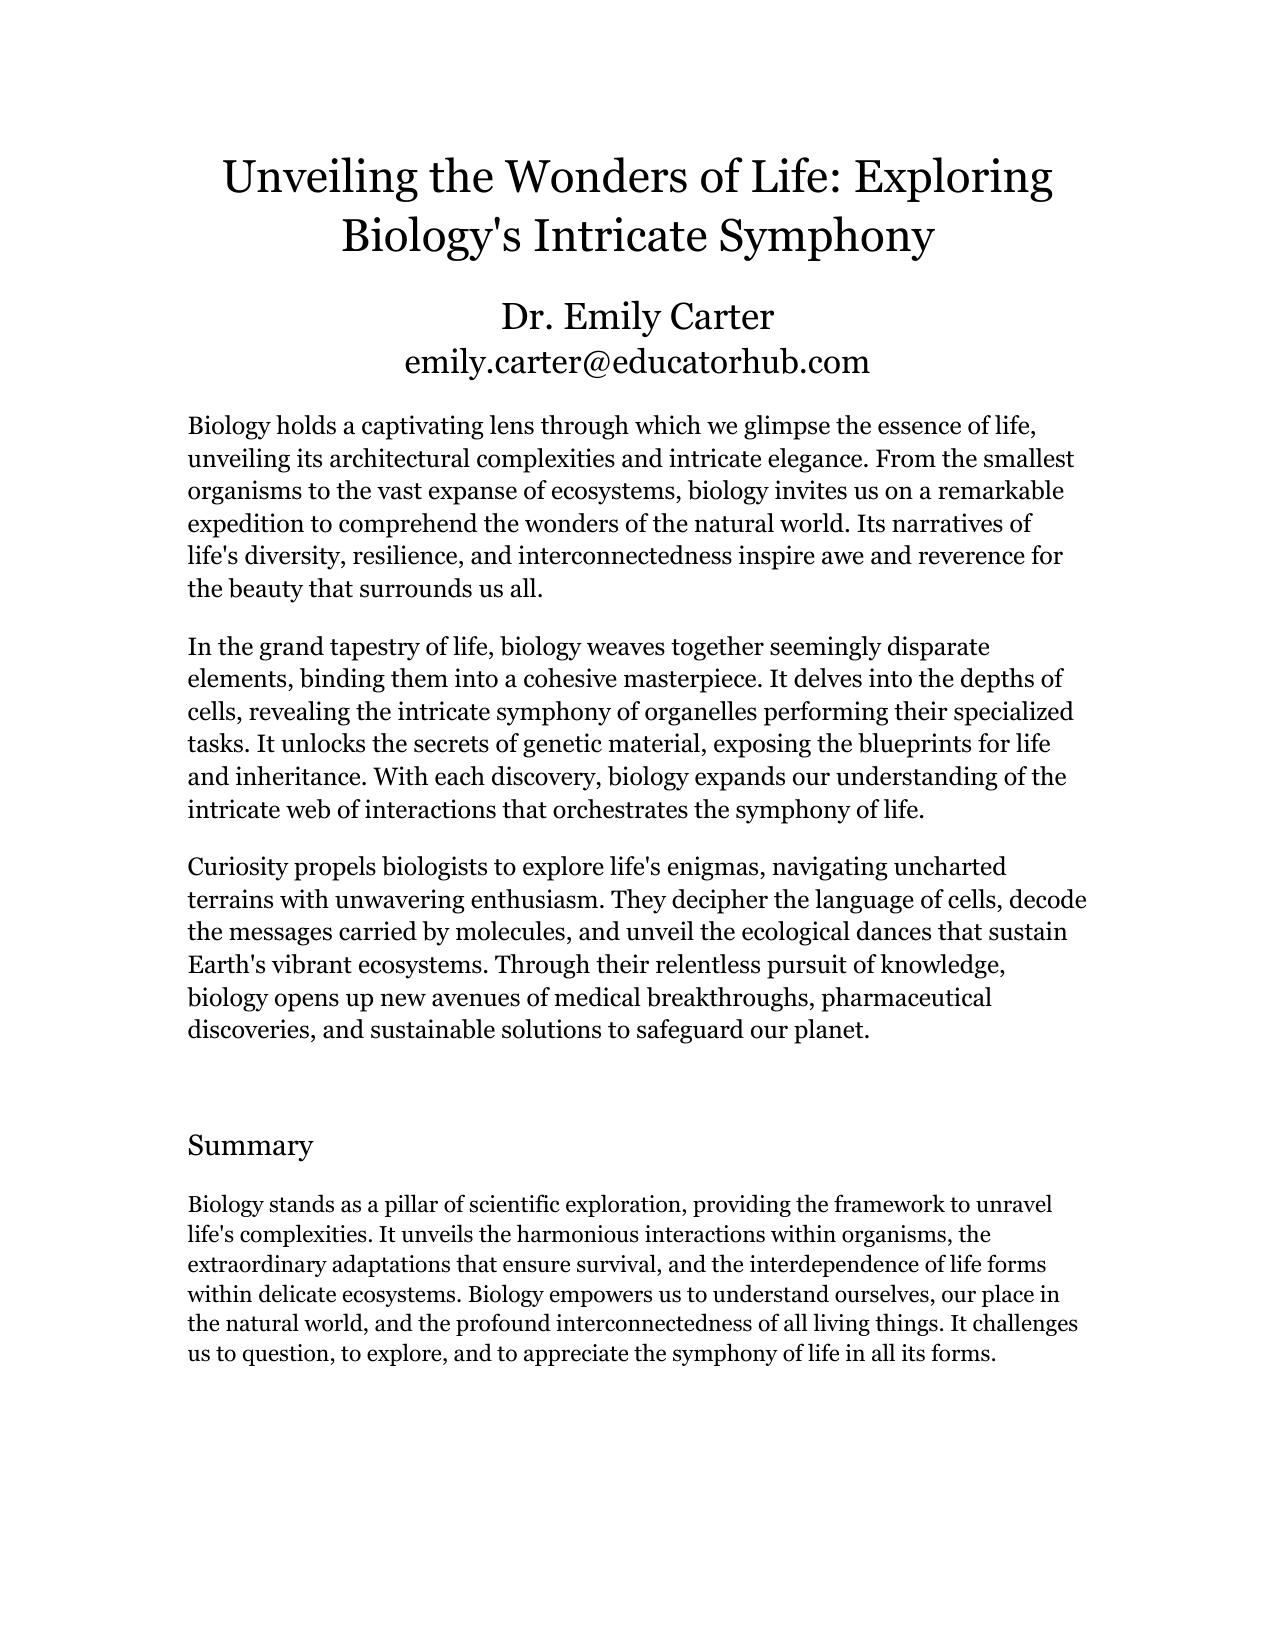 Unveiling the Wonders of Life: Exploring
Biology's Intricate Symphony
Dr. Emily Carter
emily.carter@educatorhub.com
Biology holds a captivating lens through which we glimpse the essence of life,
unveiling its architectural complexities and intricate elegance. From the smallest
organisms to the vast expanse of ecosystems, biology invites us on a remarkable
expedition to comprehend the wonders of the natural world. Its narratives of
life's diversity, resilience, and interconnectedness inspire awe and reverence for
the beauty that surrounds us all.
In the grand tapestry of life, biology weaves together seemingly disparate
elements, binding them into a cohesive masterpiece. It delves into the depths of
cells, revealing the intricate symphony of organelles performing their specialized
tasks. It unlocks the secrets of genetic material, exposing the blueprints for life
and inheritance. With each discovery, biology expands our understanding of the
intricate web of interactions that orchestrates the symphony of life.
Curiosity propels biologists to explore life's enigmas, navigating uncharted
terrains with unwavering enthusiasm. They decipher the language of cells, decode
the messages carried by molecules, and unveil the ecological dances that sustain
Earth's vibrant ecosystems. Through their relentless pursuit of knowledge,
biology opens up new avenues of medical breakthroughs, pharmaceutical
discoveries, and sustainable solutions to safeguard our planet.
Summary
Biology stands as a pillar of scientific exploration, providing the framework to unravel
life's complexities. It unveils the harmonious interactions within organisms, the
extraordinary adaptations that ensure survival, and the interdependence of life forms
within delicate ecosystems. Biology empowers us to understand ourselves, our place in
the natural world, and the profound interconnectedness of all living things. It challenges
us to question, to explore, and to appreciate the symphony of life in all its forms.